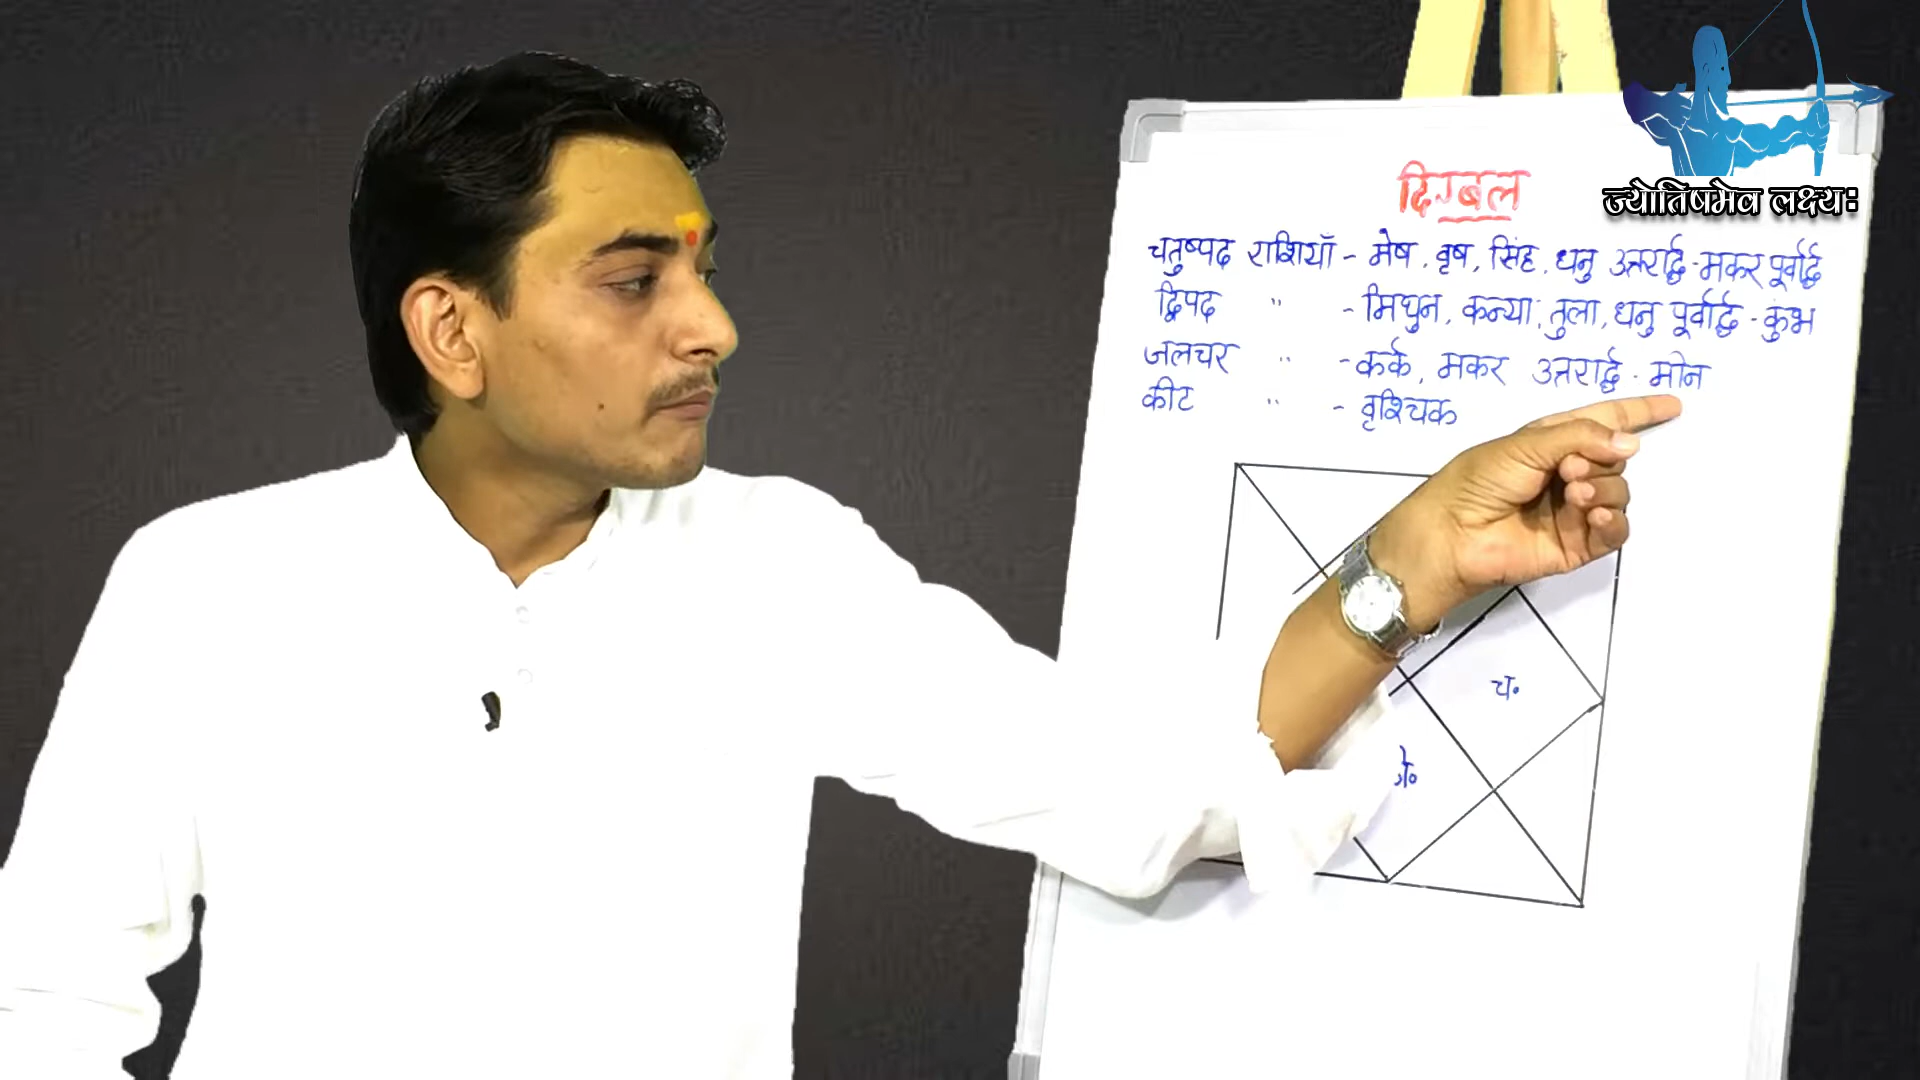 ज्योतिषमेव लक्ष्यः
दिग्बल
चतुष्पद राशियाँ - मेष, वृष, सिंह, धनु उत्तरार्द्ध - मकर पूर्वार्द्ध
द्विपद " - मिथुन, कन्या, तुला, धनु पूर्वार्द्ध - कुंभ
जलचर " - कर्क, मकर उत्तरार्द्ध - मीन
कीट " - वृश्चिक
च॰